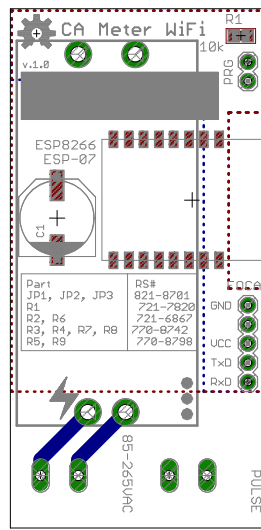 CA Meter WiFi
R1
10k
v.1.0
PRG
ESP8266
ESP-07
C1
Part RS#
JP1, JP2, JP3 821-8701
R1 721-7820
R2, R6 721-6867
R3, R4, R7, R8 770-8742
R5, R9 770-8798
GND
VCC
TxD
RxD
85-265VAC
PULSE